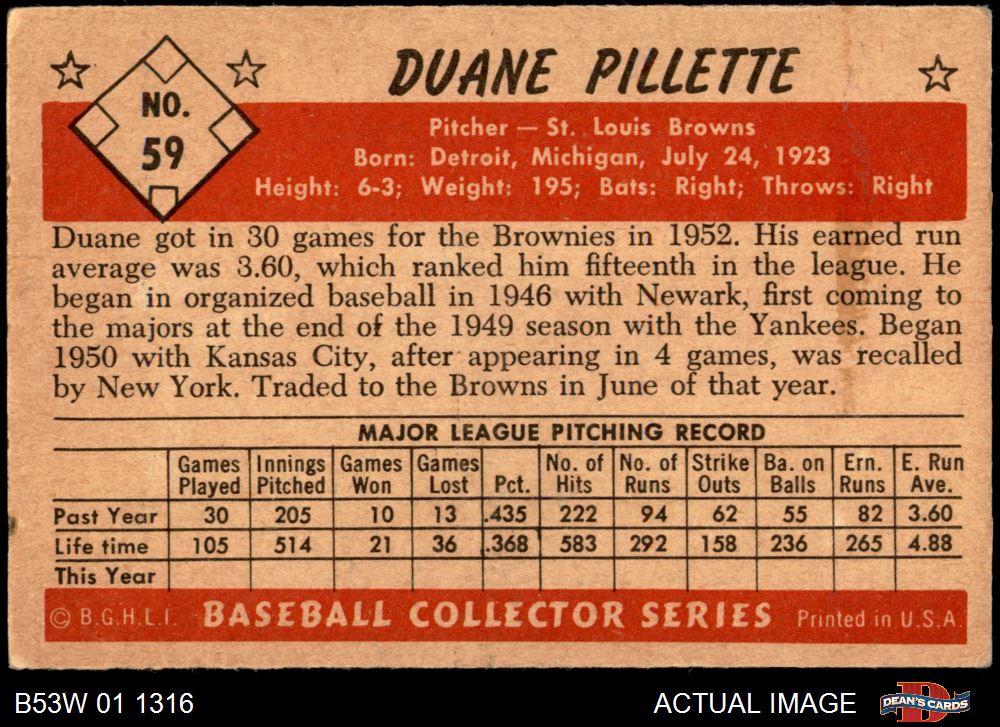 NO.
59
DUANE PILLETTE
Pitcher — St. Louis Browns
Born: Detroit, Michigan, July 24, 1923
Height: 6-3; Weight: 195; Bats: Right; Throws: Right
Duane got in 30 games for the Brownies in 1952. His earned run
average was 3.60, which ranked him fifteenth in the league. He
began in organized baseball in 1946 with Newark, first coming to
the majors at the end of the 1949 season with the Yankees. Began
1950 with Kansas City, after appearing in 4 games, was recalled
by New York. Traded to the Browns in June of that year.
MAJOR LEAGUE PITCHING RECORD
Games Innings Games Games No. of No. of Strike Ba. on Ern. E. Run
Played Pitched Won Lost Pct. Hits Runs Outs Balls Runs Ave.
Past Year 30 205 10 13 .435 222 94 62 55 82 3.60
Life time 105 514 21 36 .368 583 292 158 236 265 4.88
This Year
© B.G.H.L.I. BASEBALL COLLECTOR SERIES Printed in U.S.A.
B53W 01 1316 ACTUAL IMAGE DEAN'S CARDS